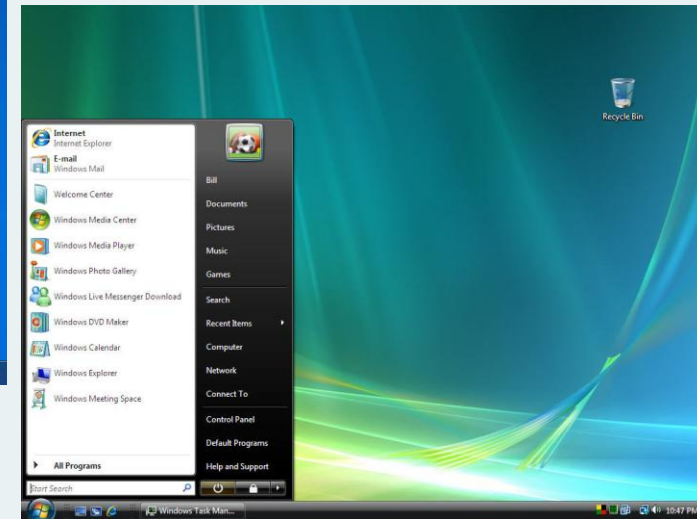 Recycle Bin
Internet
Internet Explorer
E-mail
Windows Mail
Welcome Center
Windows Media Center
Windows Media Player
Windows Photo Gallery
Windows Live Messenger Download
Windows DVD Maker
Windows Calendar
Windows Explorer
Windows Meeting Space
All Programs
Start Search
Bill
Documents
Pictures
Music
Games
Search
Recent Items
Computer
Network
Connect To
Control Panel
Default Programs
Help and Support
Windows Task Man...
10:47 PM